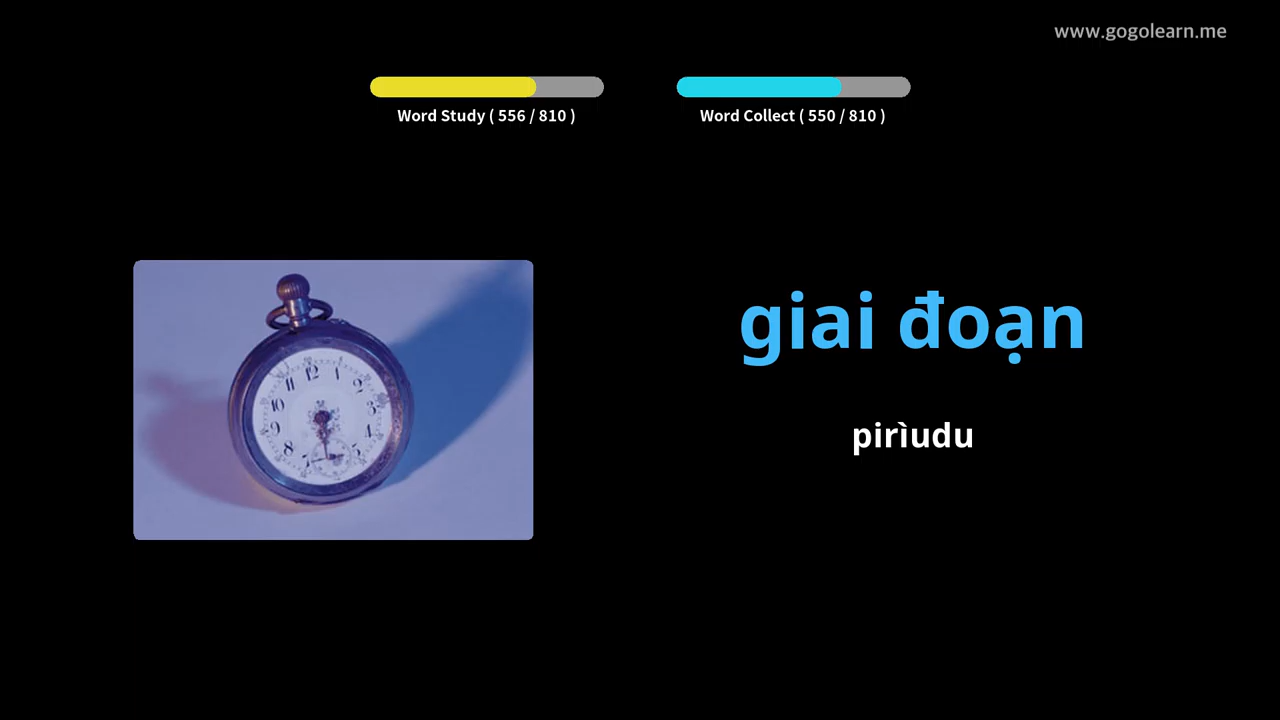 www.gogolearn.me
Word Study ( 556 / 810 )
Word Collect ( 550 / 810 )
giai đoạn
pirìudu